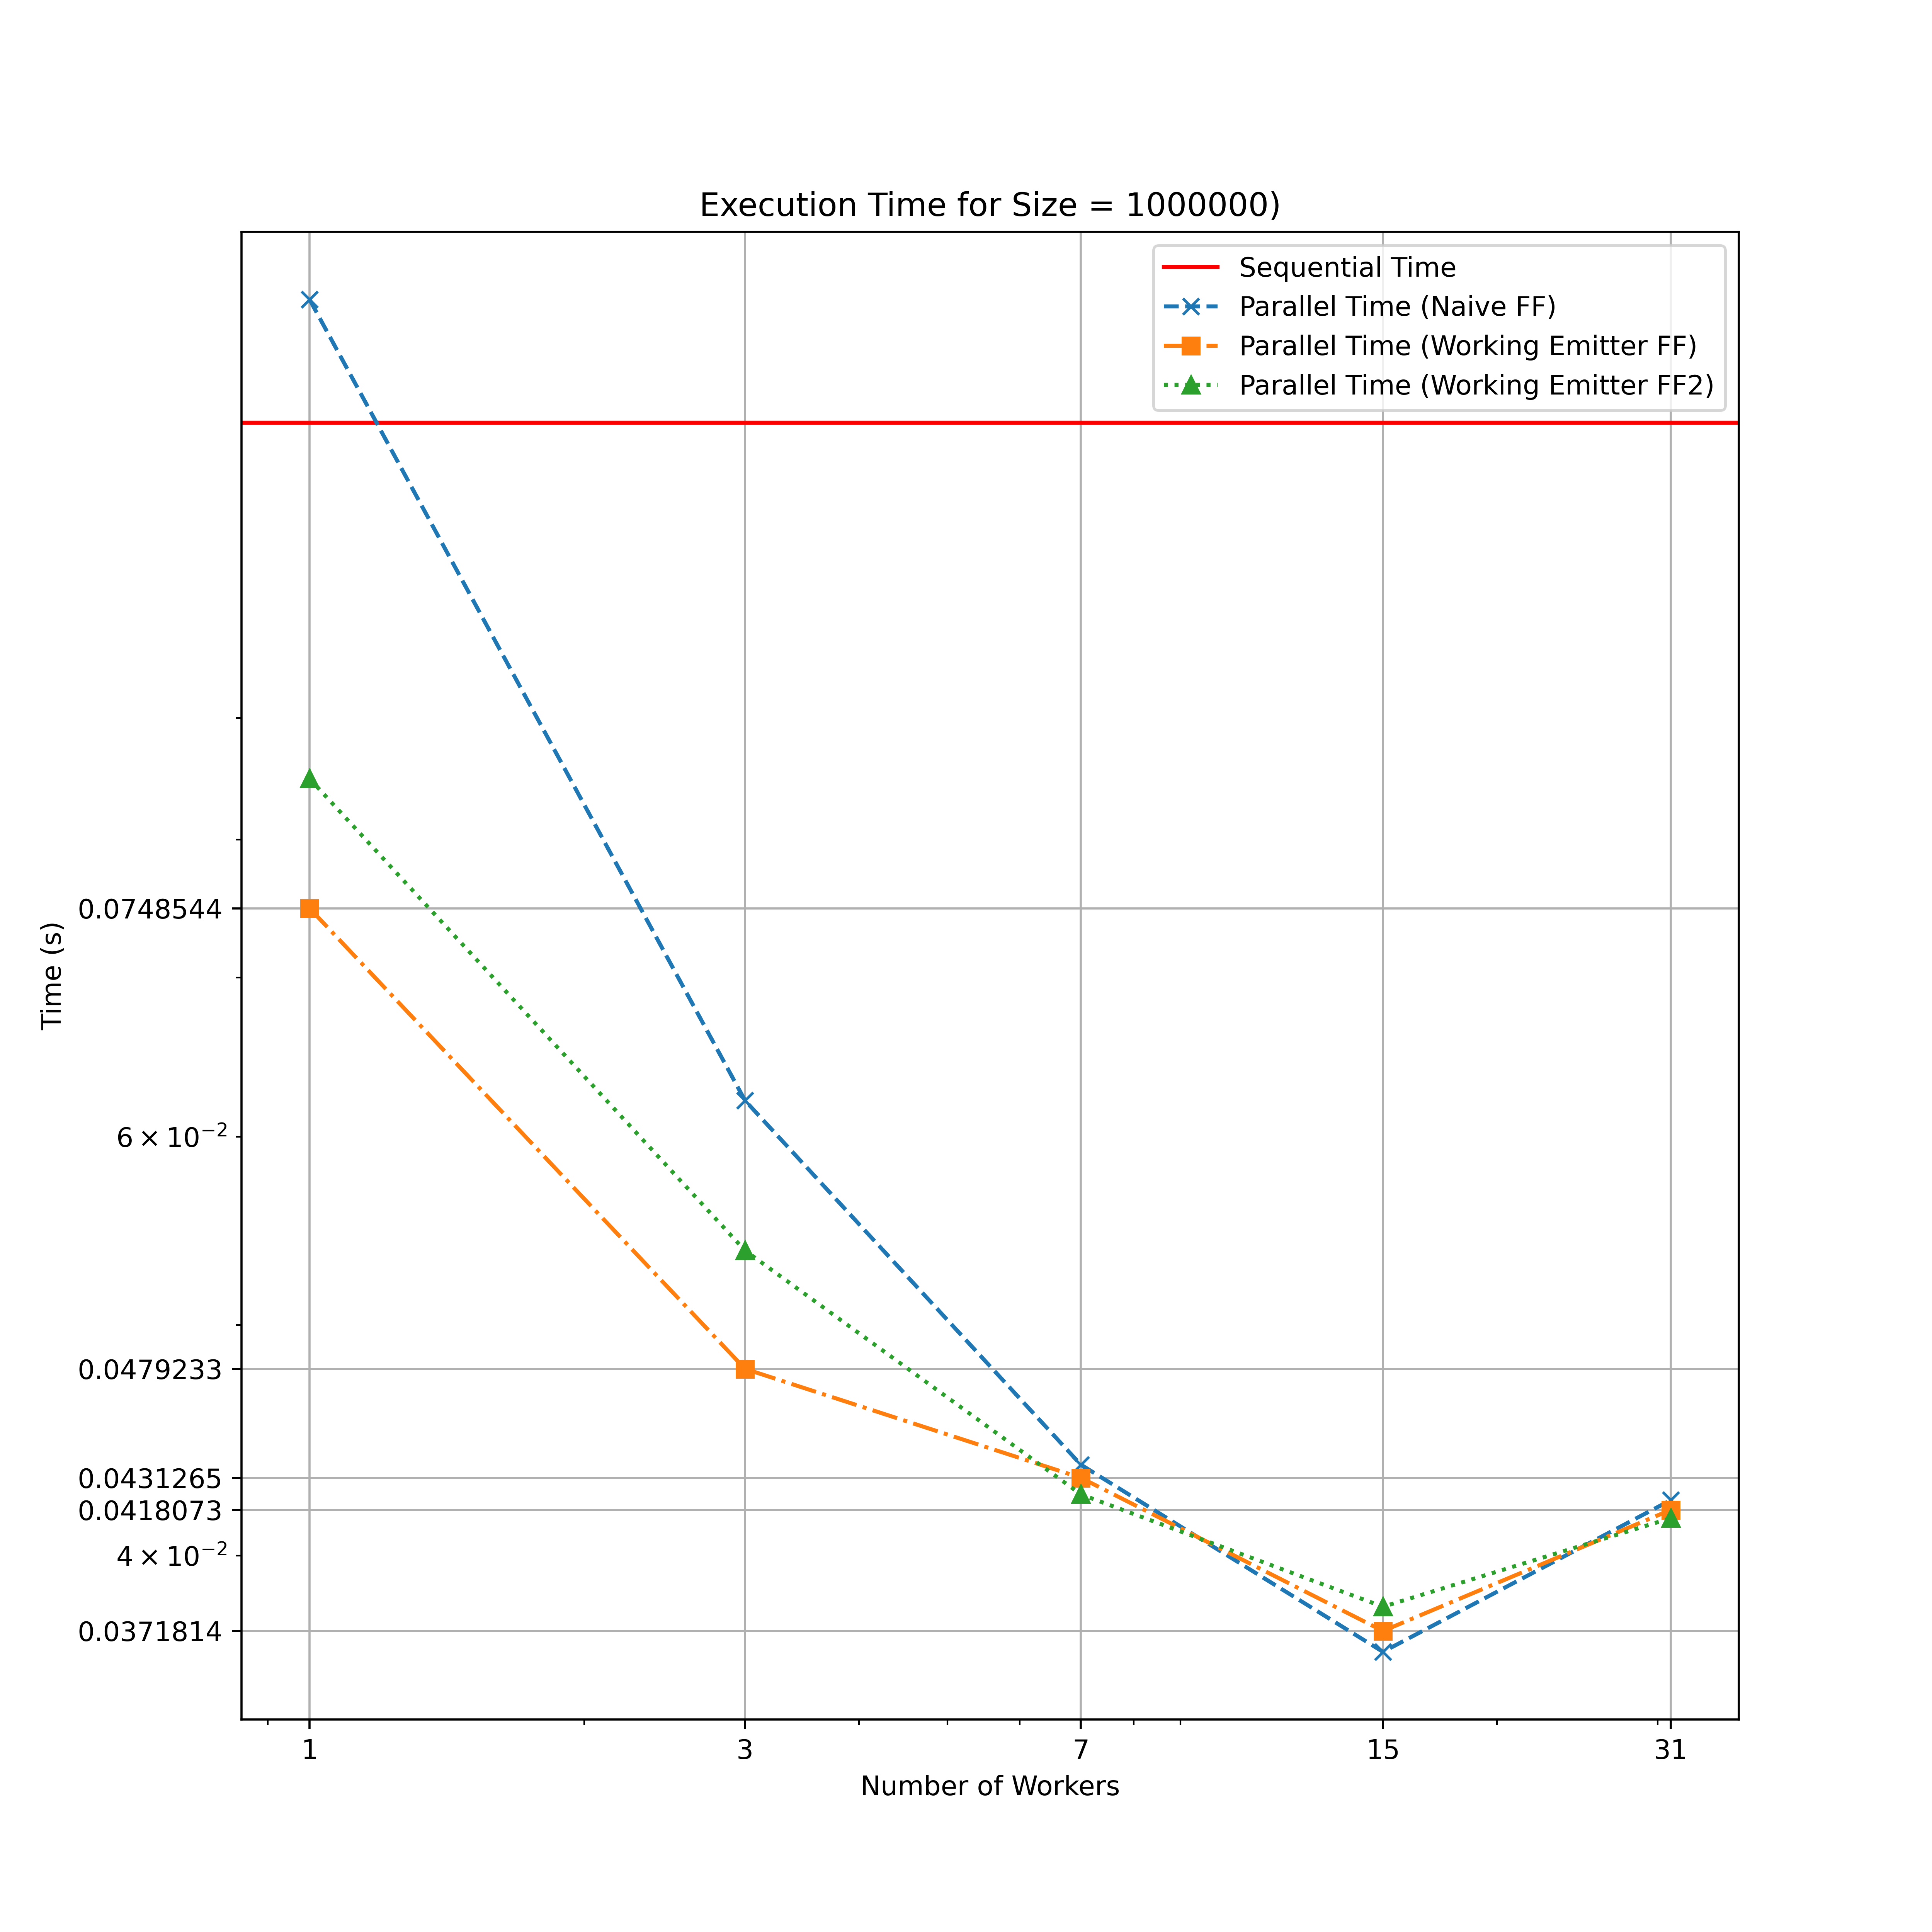 Execution Time for Size = 1000000)
Sequential Time
Parallel Time (Naive FF)
Parallel Time (Working Emitter FF)
Parallel Time (Working Emitter FF2)
Time (s)
0.0748544
6 × 10⁻²
0.0479233
0.0431265
0.0418073
4 × 10⁻²
0.0371814
1 3 7 15 31
Number of Workers